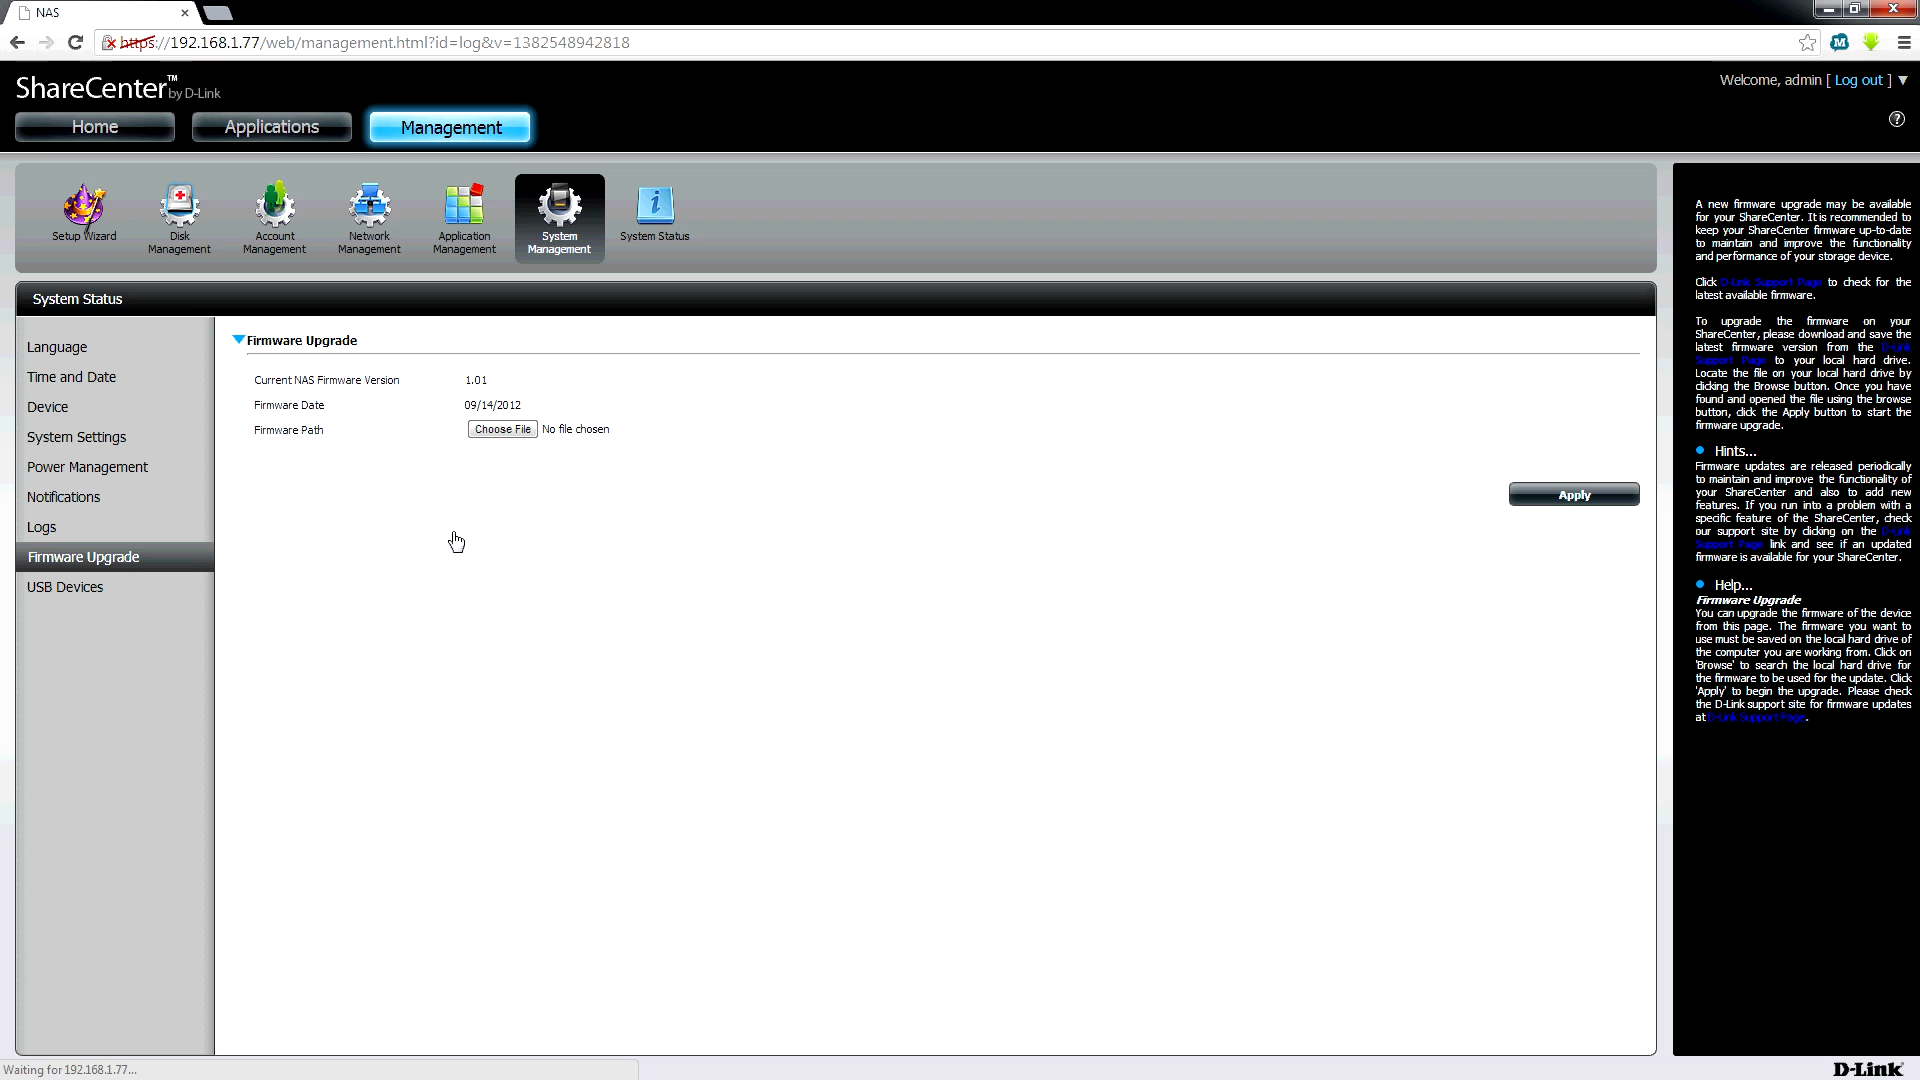 NAS
https://192.168.1.77/web/management.html?id=log&v=1382548942818
ShareCenter™ by D-Link
Welcome, admin [ Log out ] ▼
Home
Applications
Management
Setup Wizard
Disk
Management
Account
Management
Network
Management
Application
Management
System
Management
System Status
System Status
Language
Time and Date
Device
System Settings
Power Management
Notifications
Logs
Firmware Upgrade
USB Devices
Firmware Upgrade
Current NAS Firmware Version 1.01
Firmware Date 09/14/2012
Firmware Path Choose File No file chosen
Apply
A new firmware upgrade may be available
for your ShareCenter. It is recommended to
keep your ShareCenter firmware up-to-date
to maintain and improve the functionality
and performance of your storage device.
Click D-Link Support Page to check for the
latest available firmware.
To upgrade the firmware on your
ShareCenter, please download and save the
latest firmware version from the D-Link
Support Page to your local hard drive.
Locate the file on your local hard drive by
clicking the Browse button. Once you have
found and opened the file using the browse
button, click the Apply button to start the
firmware upgrade.
Hints...
Firmware updates are released periodically
to maintain and improve the functionality of
your ShareCenter and also to add new
features. If you run into a problem with a
specific feature of the ShareCenter, check
our support site by clicking on the D-Link
Support Page link and see if an updated
firmware is available for your ShareCenter.
Help...
Firmware Upgrade
You can upgrade the firmware of the device
from this page. The firmware you want to
use must be saved on the local hard drive of
the computer you are working from. Click on
'Browse' to search the local hard drive for
the firmware to be used for the update. Click
'Apply' to begin the upgrade. Please check
the D-Link support site for firmware updates
at D-Link Support Page.
Waiting for 192.168.1.77...
D-Link